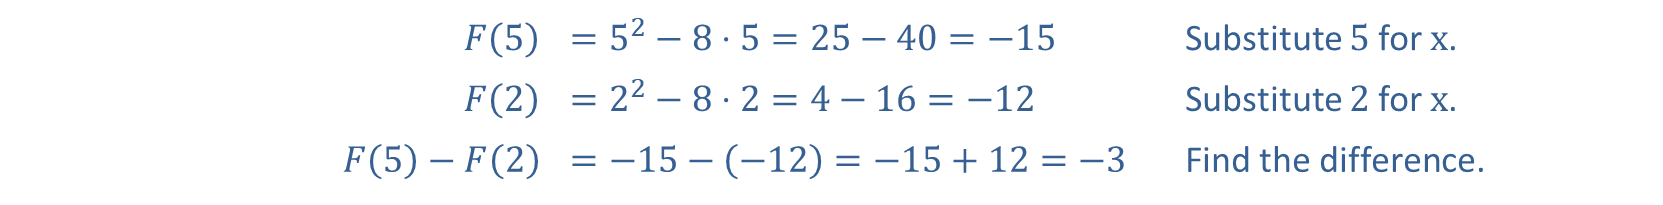 F(5) = 5² − 8 · 5 = 25 − 40 = −15 Substitute 5 for x.
F(2) = 2² − 8 · 2 = 4 − 16 = −12 Substitute 2 for x.
F(5) − F(2) = −15 − (−12) = −15 + 12 = −3 Find the difference.